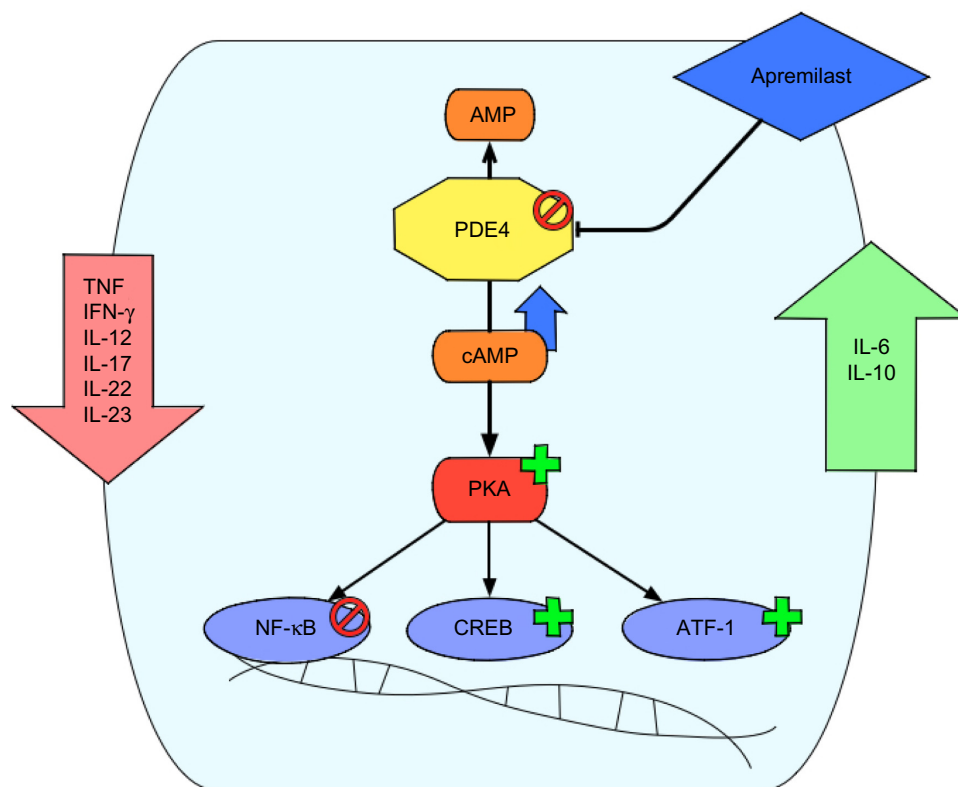 Apremilast
AMP
PDE4
TNF
IFN-γ
IL-12
IL-17
IL-22
IL-23
cAMP
IL-6
IL-10
PKA
NF-κB
CREB
ATF-1